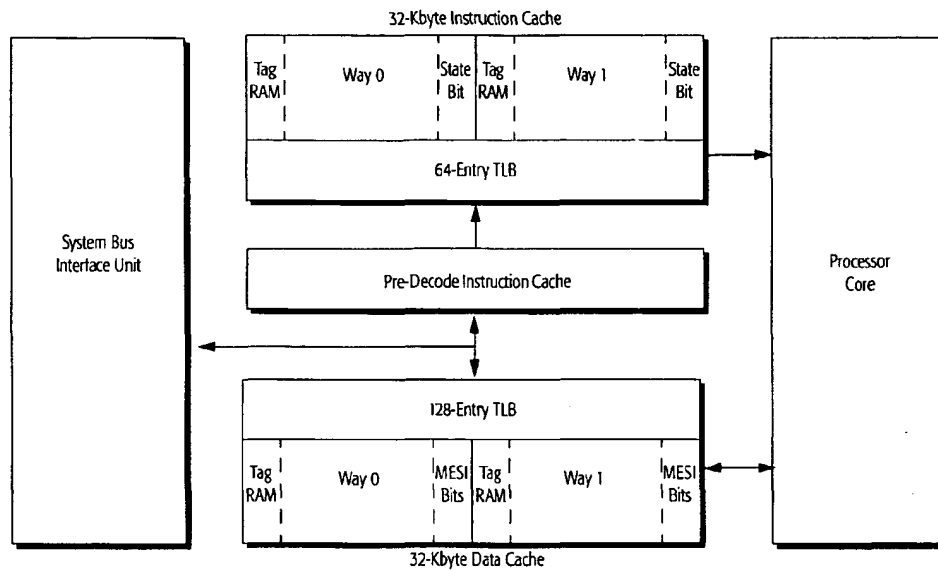 32-Kbyte Instruction Cache
Tag
RAM
Way 0
State
Bit
Tag
RAM
Way 1
State
Bit
64-Entry TLB
System Bus
Interface Unit
Pre-Decode Instruction Cache
Processor
Core
128-Entry TLB
Tag
RAM
Way 0
MESI
Bits
Tag
RAM
Way 1
MESI
Bits
32-Kbyte Data Cache